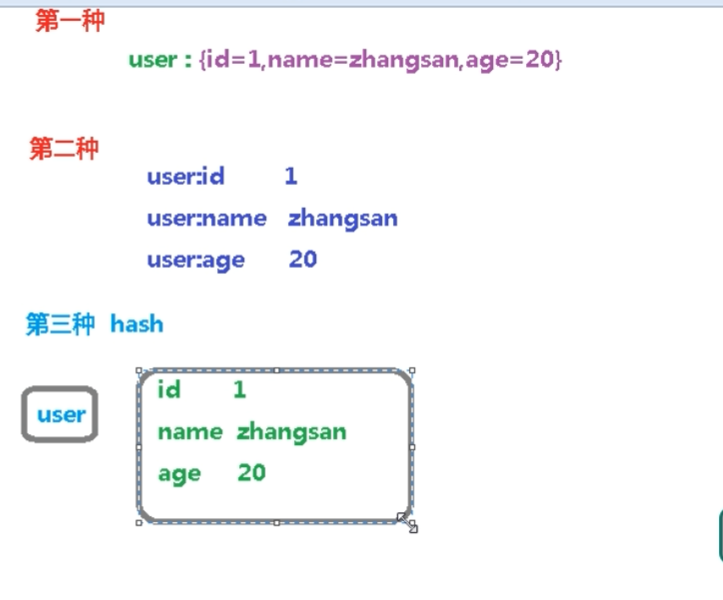 第一种
user : {id=1,name=zhangsan,age=20}
第二种
user:id 1
user:name zhangsan
user:age 20
第三种 hash
user
id 1
name zhangsan
age 20